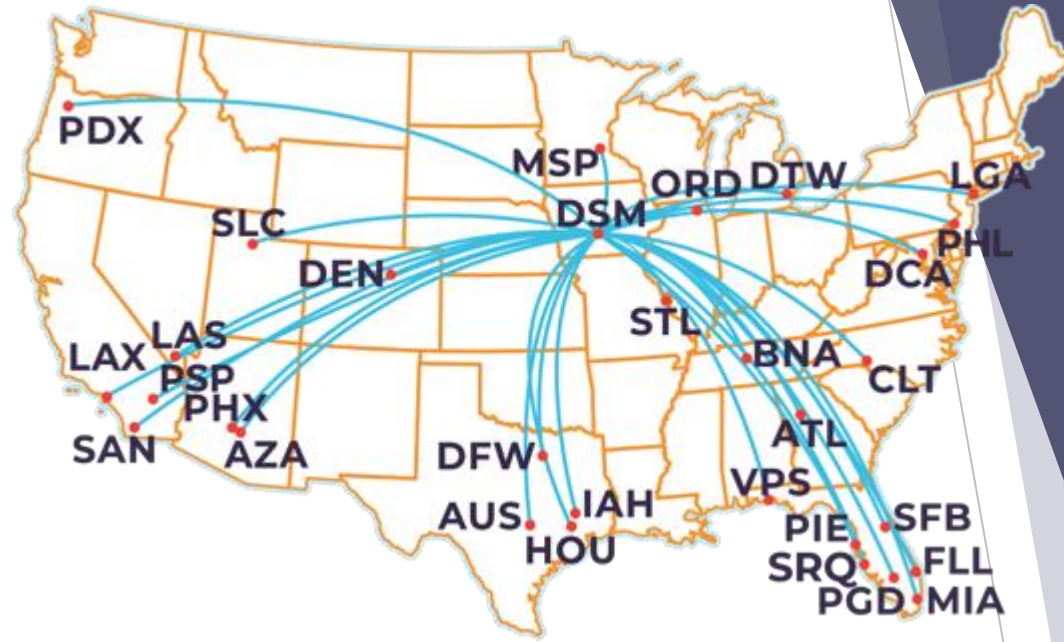 PDX
MSP
ORD
DTW
LGA
DSM
SLC
PHL
DCA
DEN
STL
LAS
LAX
BNA
PSP
CLT
PHX
SAN
AZA
ATL
DFW
VPS
IAH
AUS
SFB
PIE
HOU
FLL
SRQ
PGD
MIA